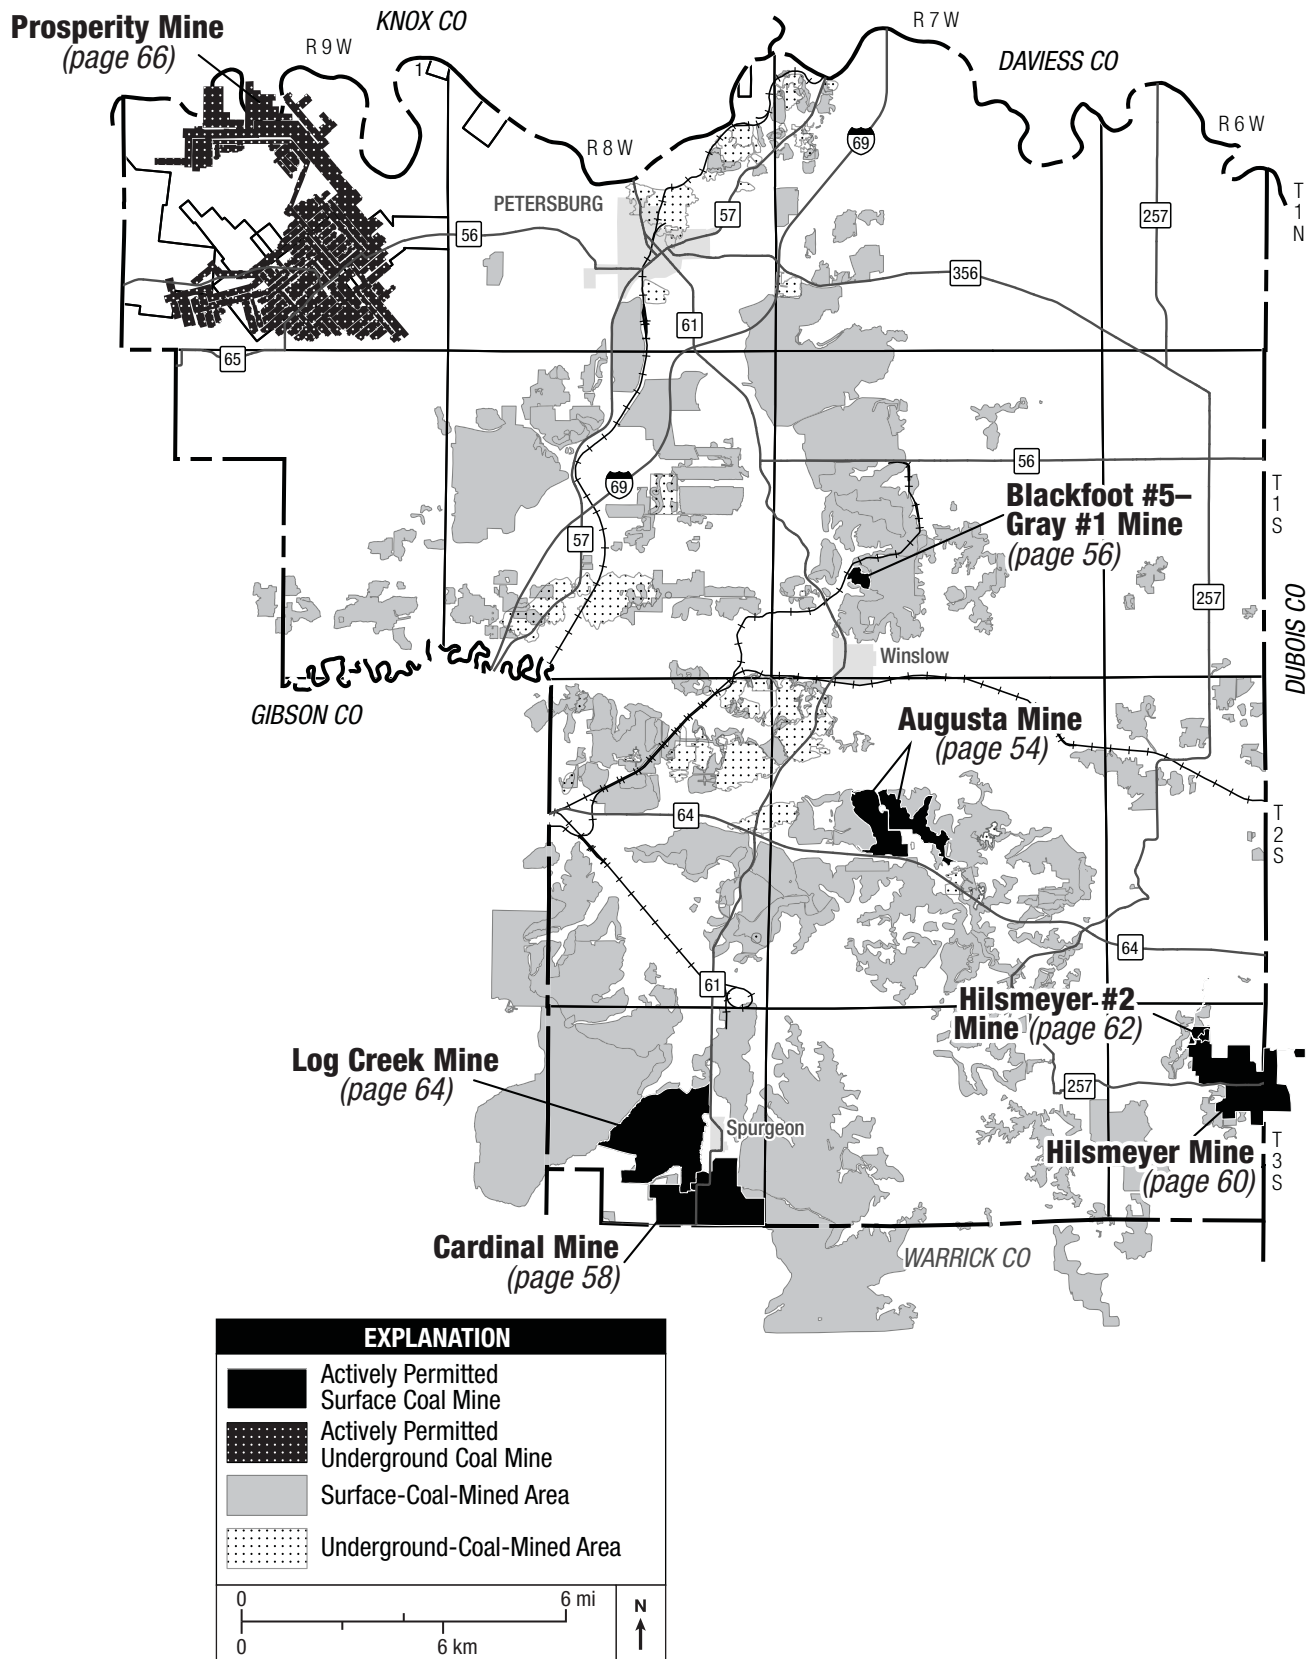 Prosperity Mine
(page 66)
KNOX CO
R 9 W
R 7 W
DAVIESS CO
1
69
R 6 W
R 8 W
T
1
N
PETERSBURG
57
257
56
356
61
65
56
69
T
1
S
Blackfoot #5–
Gray #1 Mine
(page 56)
57
257
DUBOIS CO
Winslow
GIBSON CO
Augusta Mine
(page 54)
64
T
2
S
64
61
Hilsmeyer #2
Mine (page 62)
Log Creek Mine
(page 64)
257
Spurgeon
T
3
S
Hilsmeyer Mine
(page 60)
Cardinal Mine
(page 58)
WARRICK CO
EXPLANATION
Actively Permitted
Surface Coal Mine
Actively Permitted
Underground Coal Mine
Surface-Coal-Mined Area
Underground-Coal-Mined Area
0 6 mi
0 6 km
N